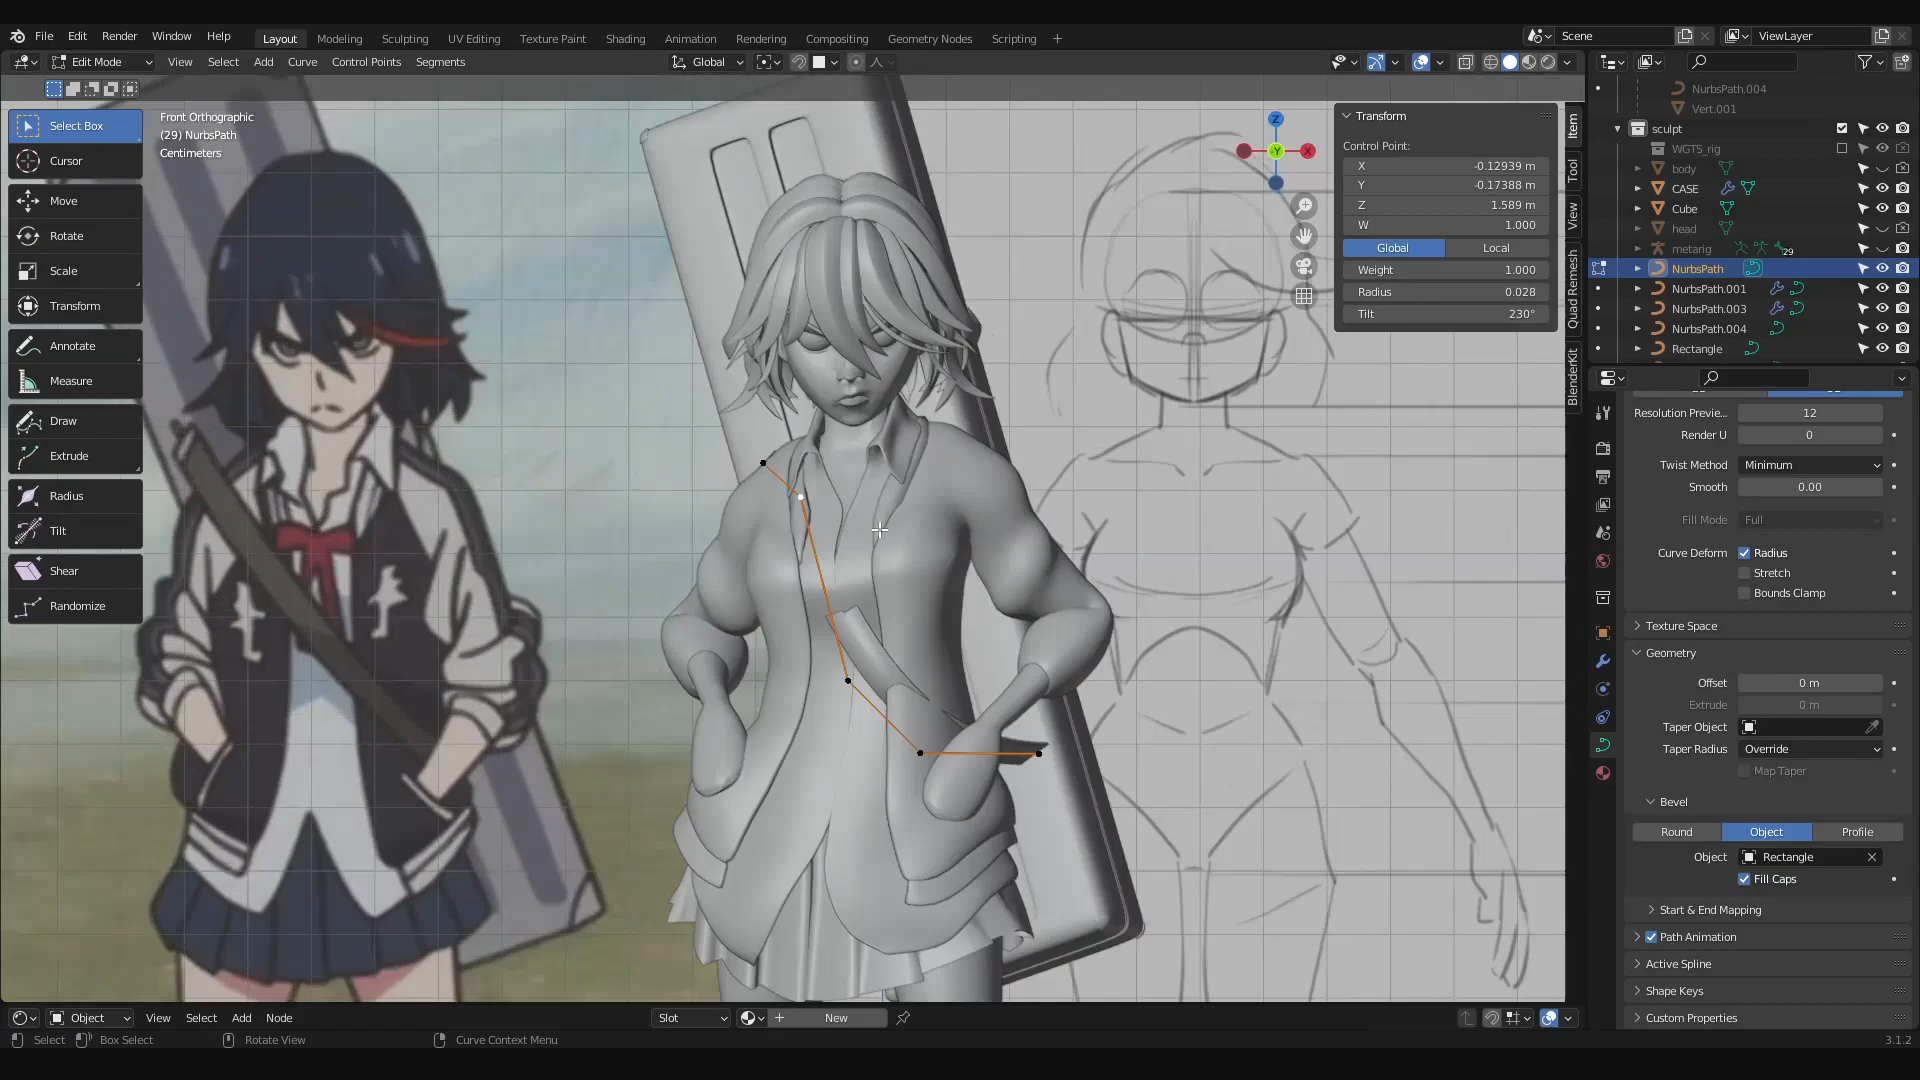 File Edit Render Window Help Layout Modeling Sculpting UV Editing Texture Paint Shading Animation Rendering Compositing Geometry Nodes Scripting + Scene ViewLayer
Edit Mode View Select Add Curve Control Points Segments Global
Select Box
Cursor
Move
Rotate
Scale
Transform
Annotate
Measure
Draw
Extrude
Radius
Tilt
Shear
Randomize
Front Orthographic
(29) NurbsPath
Centimeters
Z
X
-Y
Transform
Control Point:
X -0.12939 m
Y -0.17388 m
Z 1.589 m
W 1.000
Global Local
Weight 1.000
Radius 0.028
Tilt 230°
Item
Tool
View
Quad Remesh
BlenderKit
NurbsPath.004
Vert.001
sculpt
WGTS_rig
body
CASE
Cube
head
metarig 29
NurbsPath
NurbsPath.001
NurbsPath.003
NurbsPath.004
Rectangle
Resolution Previe... 12
Render U 0
Twist Method Minimum
Smooth 0.00
Fill Mode Full
Curve Deform Radius
Stretch
Bounds Clamp
Texture Space
Geometry
Offset 0 m
Extrude 0 m
Taper Object
Taper Radius Override
Map Taper
Bevel
Round Object Profile
Object Rectangle
Fill Caps
Start & End Mapping
Path Animation
Active Spline
Shape Keys
Custom Properties
Object View Select Add Node Slot New
Select Box Select Rotate View Curve Context Menu 3.1.2